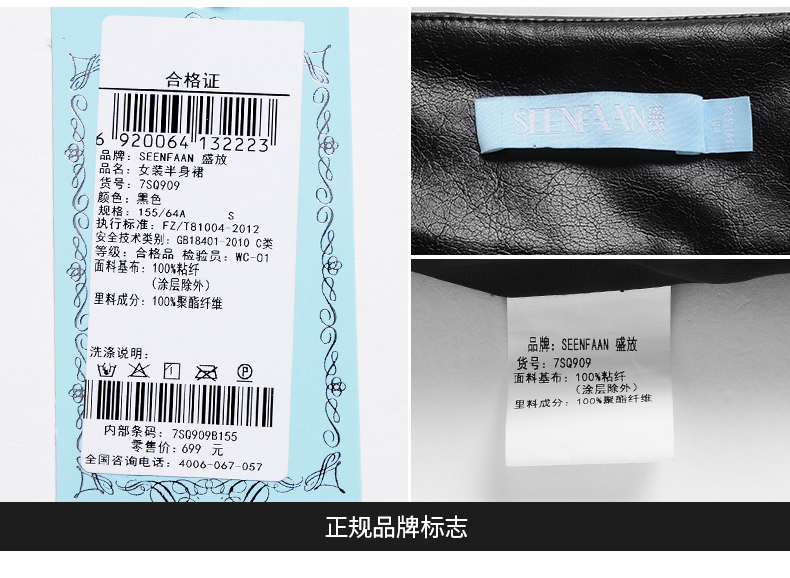 合格证
6 920064 132223
品牌: SEENFAAN 盛放
品名: 女装半身裙
货号: 7SQ909
颜色: 黑色
规格: 155/64A S
执行标准: FZ/T81004-2012
安全技术类别: GB18401-2010 C类
等级: 合格品 检验员: WC-01
面料基布: 100%粘纤
(涂层除外)
里料成分: 100%聚酯纤维
洗涤说明:
内部条码: 7SQ909B155
零售价: 699 元
全国咨询电话: 4006-067-057
SEENFAAN
品牌: SEENFAAN 盛放
货号: 7SQ909
面料基布: 100%粘纤
(涂层除外)
里料成分: 100%聚酯纤维
正规品牌标志